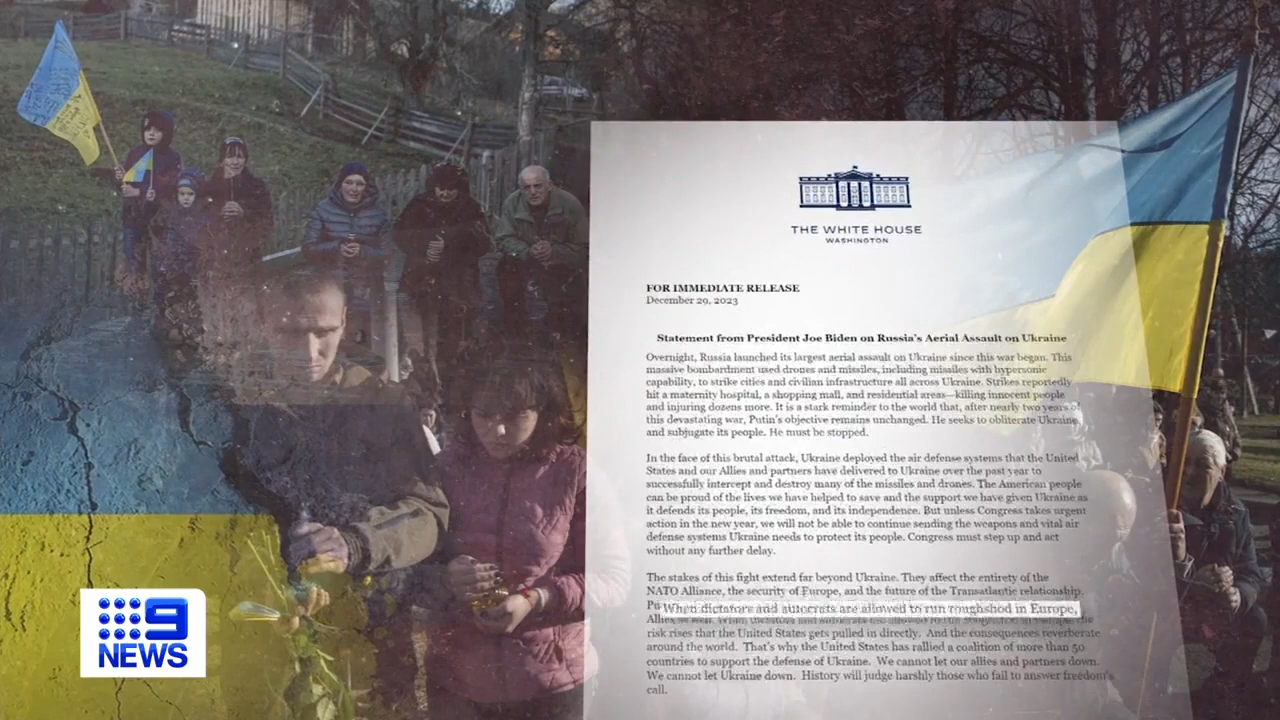 THE WHITE HOUSE
WASHINGTON
FOR IMMEDIATE RELEASE
December 29, 2023
Statement from President Joe Biden on Russia's Aerial Assault on Ukraine
Overnight, Russia launched its largest aerial assault on Ukraine since this war began. This
massive bombardment used drones and missiles, including missiles with hypersonic
capability, to strike cities and civilian infrastructure all across Ukraine. Strikes reportedly
hit a maternity hospital, a shopping mall, and residential areas—killing innocent people
and injuring dozens more. It is a stark reminder to the world that, after nearly two years of
this devastating war, Putin's objective remains unchanged. He seeks to obliterate Ukraine
and subjugate its people. He must be stopped.
In the face of this brutal attack, Ukraine deployed the air defense systems that the United
States and our Allies and partners have delivered to Ukraine over the past year to
successfully intercept and destroy many of the missiles and drones. The American people
can be proud of the lives we have helped to save and the support we have given Ukraine as
it defends its people, its freedom, and its independence. But unless Congress takes urgent
action in the new year, we will not be able to continue sending the weapons and vital air
defense systems Ukraine needs to protect its people. Congress must step up and act
without any further delay.
The stakes of this fight extend far beyond Ukraine. They affect the entirety of the
NATO Alliance, the security of Europe, and the future of the Transatlantic relationship.
When dictators and autocrats are allowed to run roughshod in Europe,
Allies
risk rises that the United States gets pulled in directly. And the consequences reverberate
around the world. That's why the United States has rallied a coalition of more than 50
countries to support the defense of Ukraine. We cannot let our allies and partners down.
We cannot let Ukraine down. History will judge harshly those who fail to answer freedom's
call.
9
NEWS